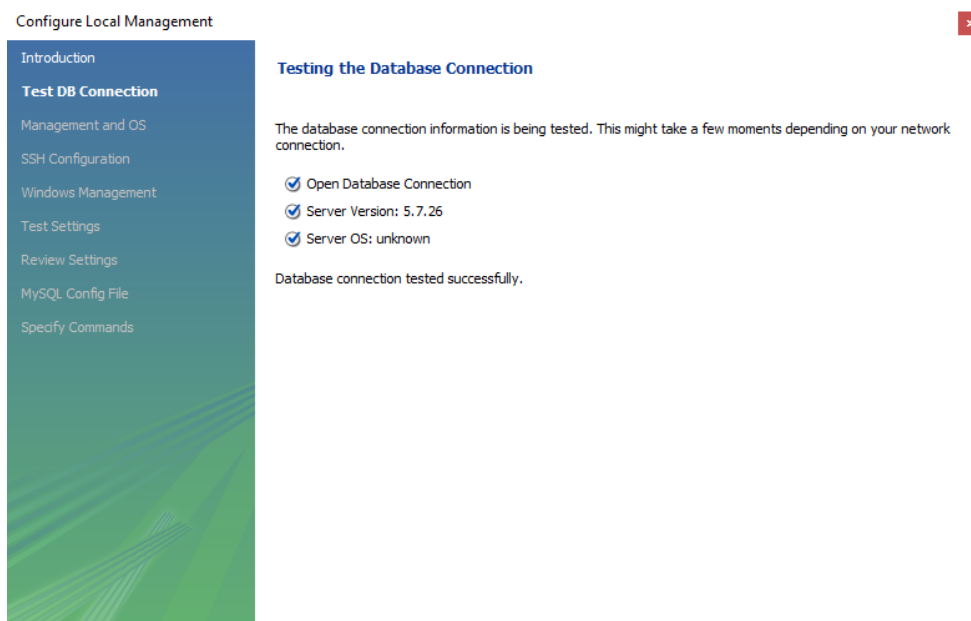 Configure Local Management
Introduction
Test DB Connection
Management and OS
SSH Configuration
Windows Management
Test Settings
Review Settings
MySQL Config File
Specify Commands
Testing the Database Connection
The database connection information is being tested. This might take a few moments depending on your network
connection.
Open Database Connection
Server Version: 5.7.26
Server OS: unknown
Database connection tested successfully.